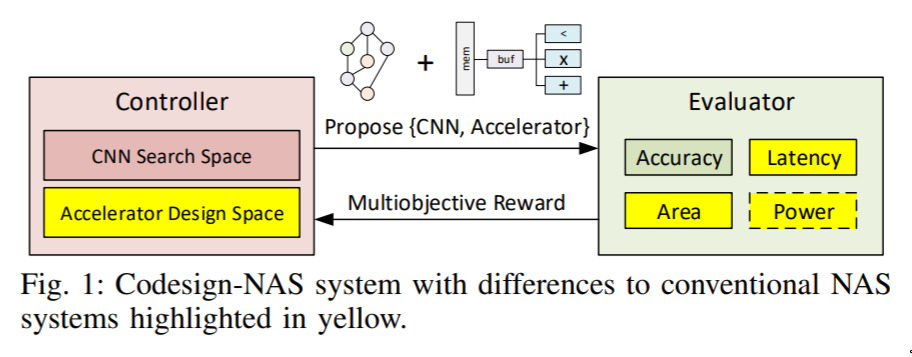 mem
buf
<
x
+
+
Controller
Evaluator
Propose {CNN, Accelerator}
CNN Search Space
Accuracy
Latency
Multiobjective Reward
Accelerator Design Space
Area
Power
Fig. 1: Codesign-NAS system with differences to conventional NAS
systems highlighted in yellow.